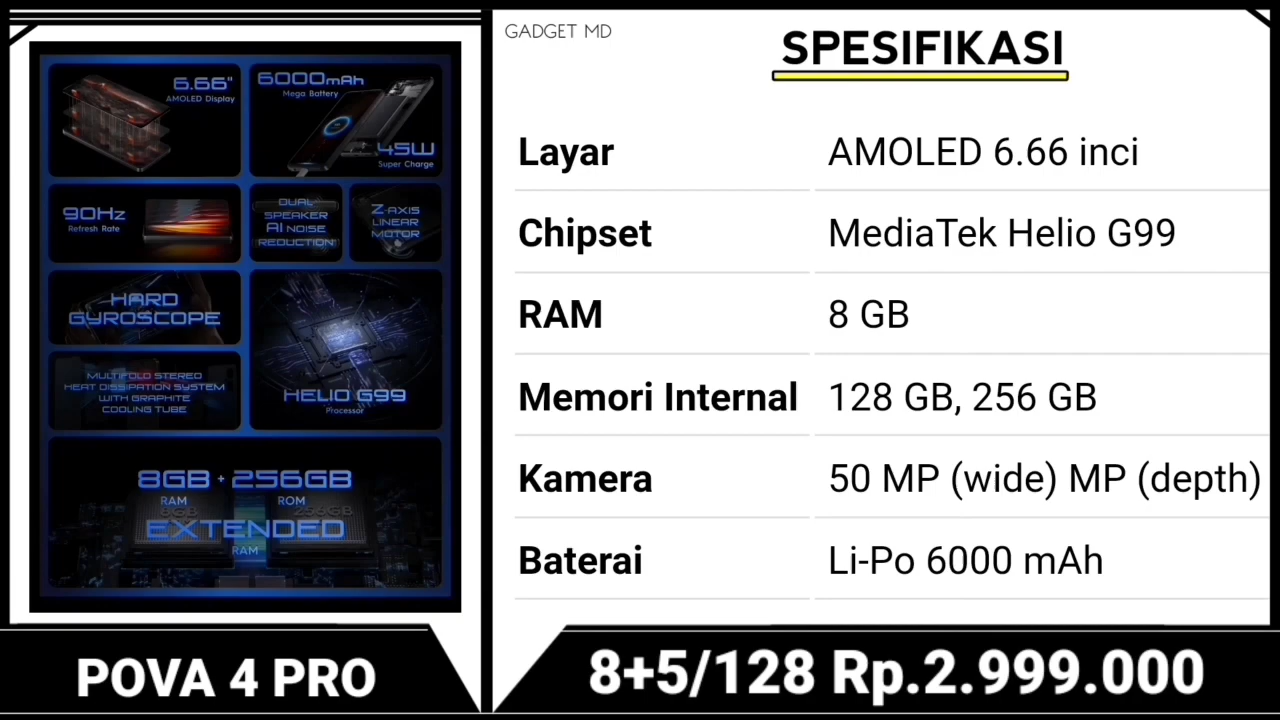 6.66"
AMOLED Display
6000mAh
Mega Battery
45W
Super Charge
90Hz
Refresh Rate
DUAL
SPEAKER
AI NOISE
REDUCTION
Z-AXIS
LINEAR
MOTOR
HARD
GYROSCOPE
MULTIFOLD STEREO
HEAT DISSIPATION SYSTEM
WITH GRAPHITE
COOLING TUBE
HELIO G99
Processor
8GB + 256GB
RAM ROM
8GB 256GB
EXTENDED
RAM
POVA 4 PRO
GADGET MD
SPESIFIKASI
Layar AMOLED 6.66 inci
Chipset MediaTek Helio G99
RAM 8 GB
Memori Internal 128 GB, 256 GB
Kamera 50 MP (wide) MP (depth)
Baterai Li-Po 6000 mAh
8+5/128 Rp.2.999.000